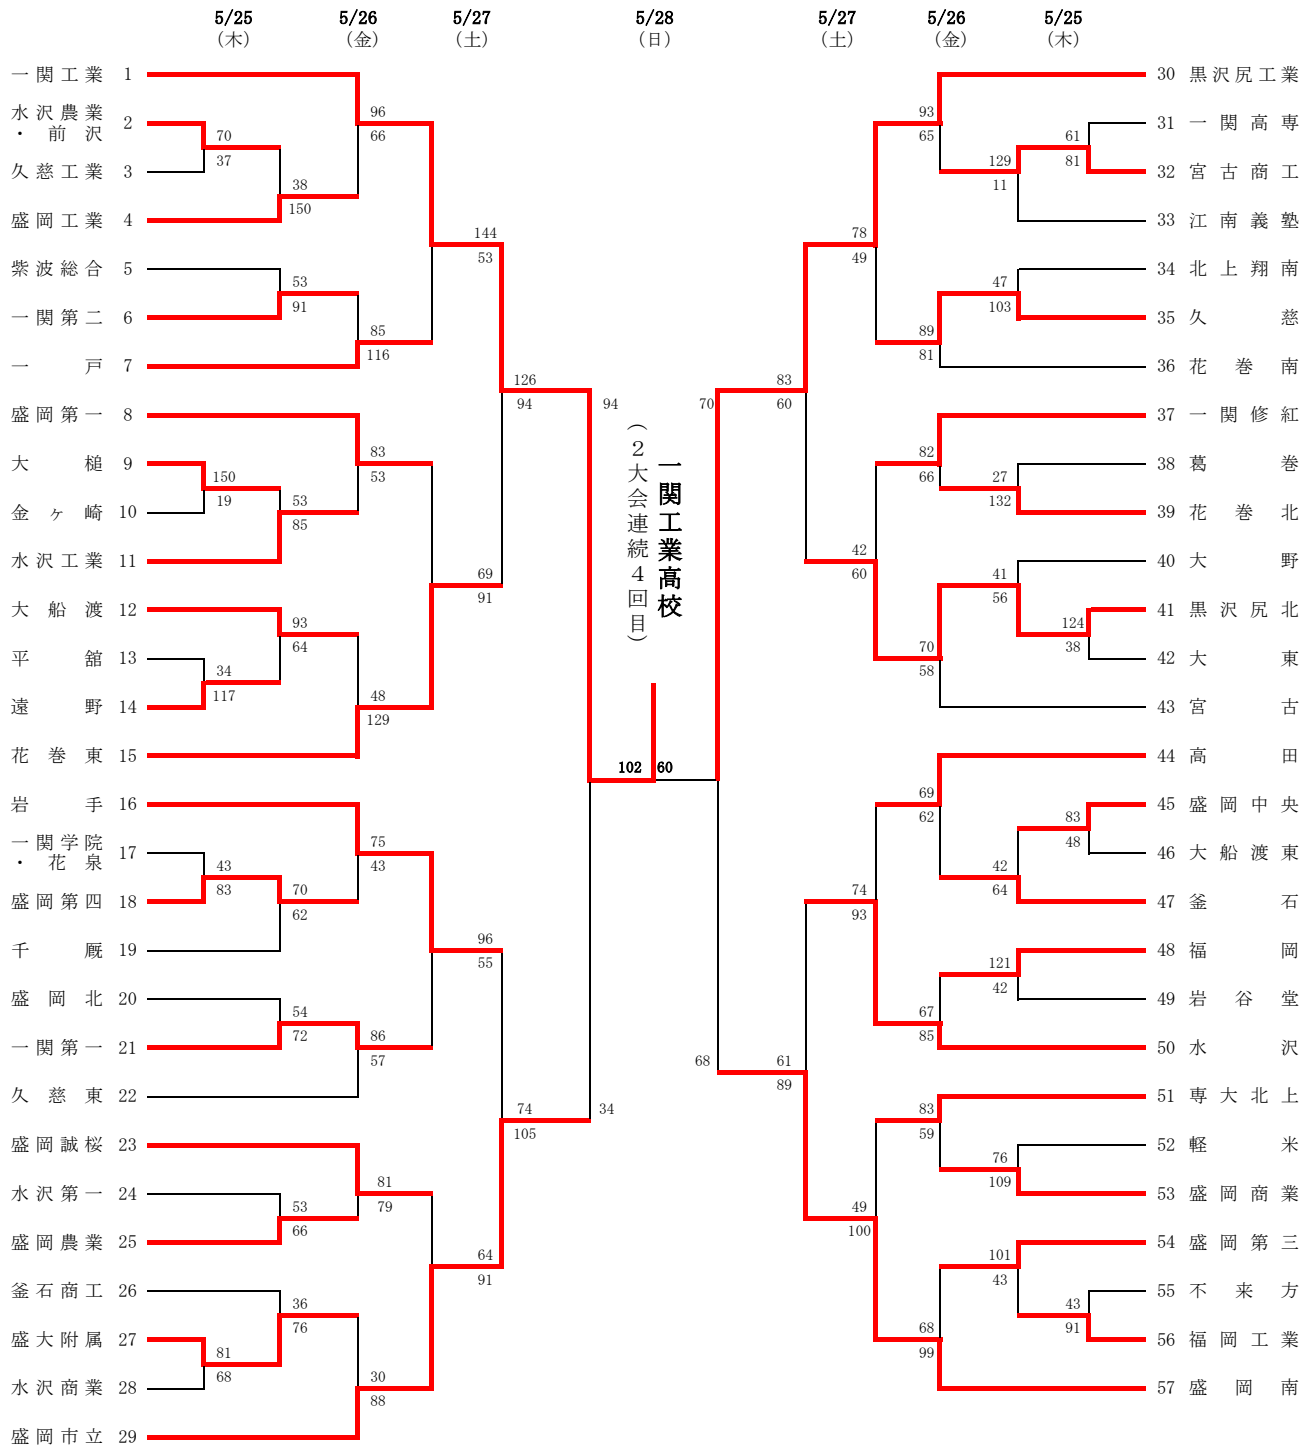 5/25 5/26 5/27 5/28 5/27 5/26 5/25
(木) (金) (土) (日) (土) (金) (木)
一関工業 1
水沢農業
・前沢 2
70
37
久慈工業 3
38
150
盛岡工業 4
96
66
紫波総合 5
53
91
一関第二 6
85
116
一戸 7
144
53
盛岡第一 8
83
53
大槌 9
150
19
金ヶ崎 10
53
85
水沢工業 11
大船渡 12
93
64
平舘 13
34
117
遠野 14
48
129
花巻東 15
69
91
126
94
岩手 16
75
43
一関学院
・花泉 17
43
83
盛岡第四 18
70
62
千厩 19
96
55
盛岡北 20
54
72
一関第一 21
86
57
久慈東 22
盛岡誠桜 23
81
79
水沢第一 24
53
66
盛岡農業 25
64
91
釜石商工 26
36
76
盛大附属 27
81
68
水沢商業 28
30
88
盛岡市立 29
74
105
94
34
一関工業高校
(2大会連続4回目)
102 60
70
68
30 黒沢尻工業
93
65
31 一関高専
61
81
32 宮古商工
129
11
33 江南義塾
78
49
34 北上翔南
47
103
35 久慈
89
81
36 花巻南
83
60
37 一関修紅
82
66
38 葛巻
27
132
39 花巻北
42
60
40 大野
41
56
41 黒沢尻北
124
38
42 大東
70
58
43 宮古
44 高田
69
62
45 盛岡中央
83
48
46 大船渡東
42
64
47 釜石
74
93
48 福岡
121
42
49 岩谷堂
67
85
50 水沢
61
89
51 専大北上
83
59
52 軽米
76
109
53 盛岡商業
49
100
54 盛岡第三
101
43
55 不来方
43
91
56 福岡工業
68
99
57 盛岡南